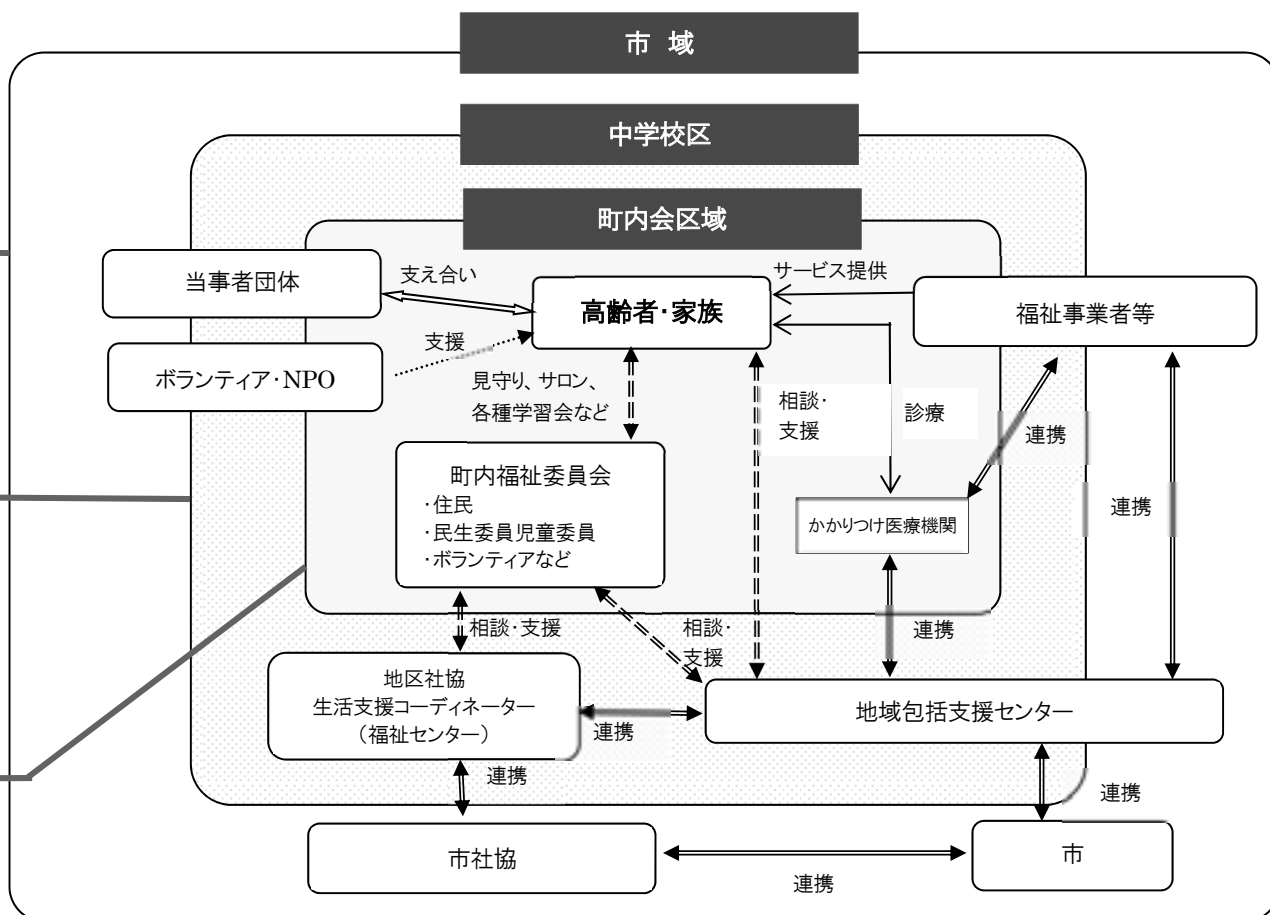 市 域
中学校区
町内会区域
当事者団体
支え合い
サービス提供
高齢者・家族
福祉事業者等
ボランティア・NPO
支援
見守り、サロン、
各種学習会など
相談・
支援
診療
連携
連携
町内福祉委員会
・住民
・民生委員児童委員
・ボランティアなど
かかりつけ医療機関
相談・支援
相談・
支援
連携
地区社協
生活支援コーディネーター
（福祉センター）
連携
地域包括支援センター
連携
連携
市社協
連携
市